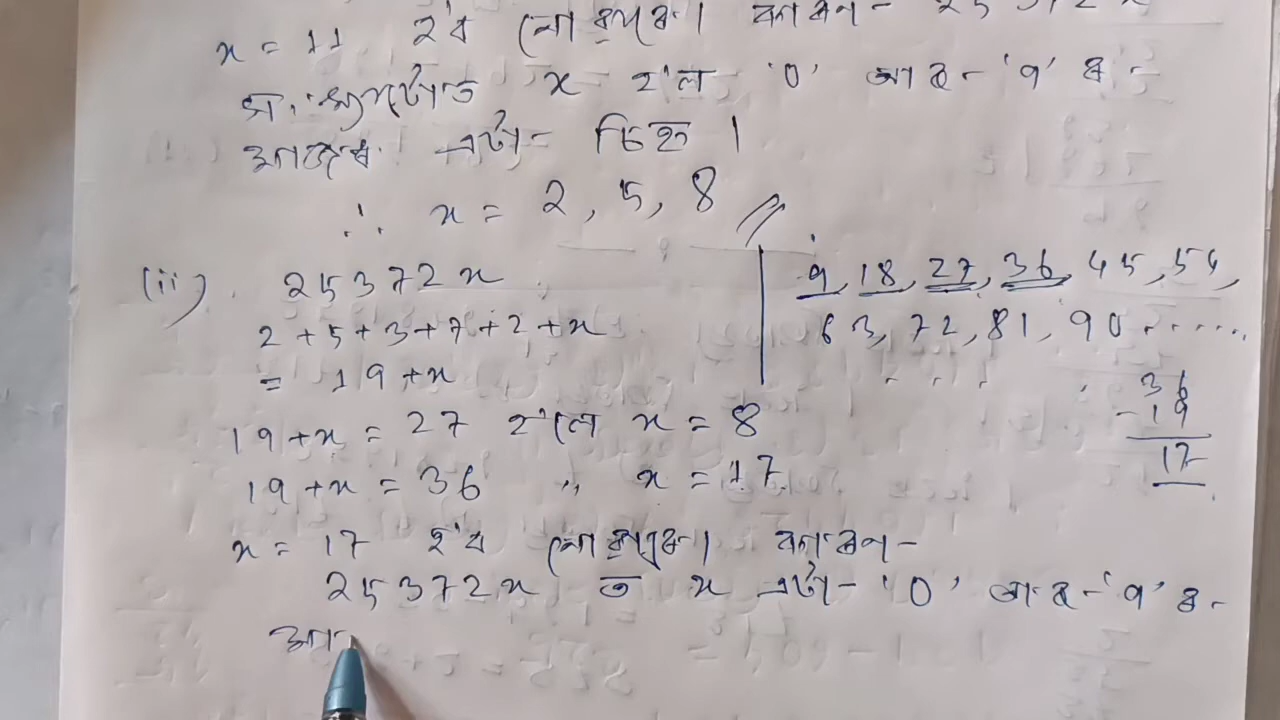 x = 11 হ'ব নোৱাৰে। কাৰণ- 25372x
সংখ্যাটোত x হ'ল '0' আৰু- '9' ৰ-
মাজৰ এটা- চিহ্ন।
∴ x = 2, 5, 8
(ii) 25372x
2+5+3+7+2+x
= 19+x
19+x = 27 হ'লে x = 8
19+x = 36 ,, x = 17
x = 17 হ'ব নোৱাৰে। কাৰণ-
25372x ত x এটা- '0' আৰু- '9' ৰ-
মাজ
9, 18, 27, 36, 45, 54,
63, 72, 81, 90......
36
-19
17